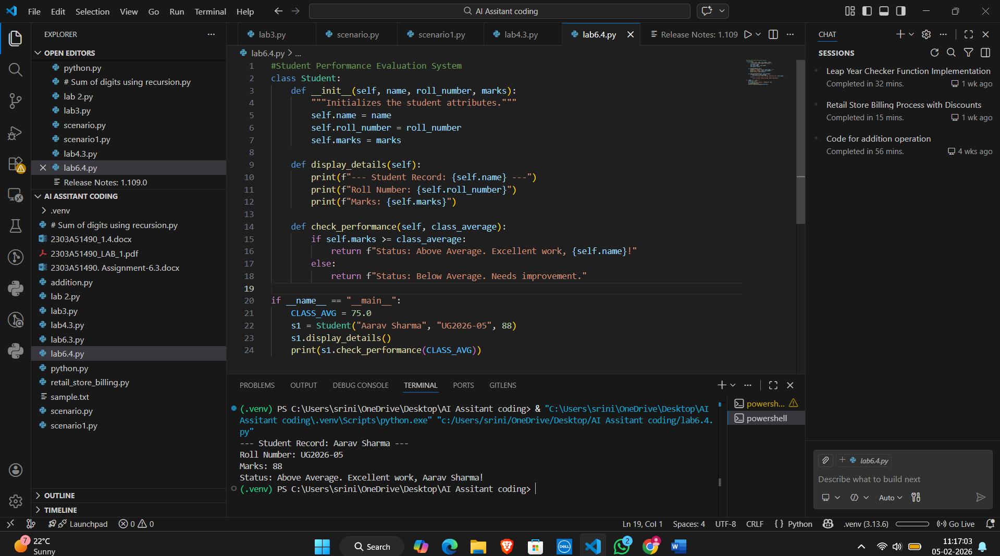 File Edit Selection View Go Run Terminal Help
AI Assitant coding
EXPLORER
OPEN EDITORS
python.py
# Sum of digits using recursion.py
lab 2.py
lab3.py
scenario.py
scenario1.py
lab4.3.py
lab6.4.py
Release Notes: 1.109.0
AI ASSITANT CODING
.venv
# Sum of digits using recursion.py
2303A51490_1.4.docx
2303A51490_LAB_1.pdf
2303A51490. Assignment-6.3.docx
addition.py
lab 2.py
lab3.py
lab4.3.py
lab6.3.py
lab6.4.py
python.py
retail_store_billing.py
sample.txt
scenario.py
scenario1.py
OUTLINE
TIMELINE
lab3.py scenario.py scenario1.py lab4.3.py lab6.4.py Release Notes: 1.109
lab6.4.py > ...
1 #Student Performance Evaluation System
2 class Student:
3     def __init__(self, name, roll_number, marks):
4         """Initializes the student attributes."""
5         self.name = name
6         self.roll_number = roll_number
7         self.marks = marks
8
9     def display_details(self):
10         print(f"--- Student Record: {self.name} ---")
11         print(f"Roll Number: {self.roll_number}")
12         print(f"Marks: {self.marks}")
13
14     def check_performance(self, class_average):
15         if self.marks >= class_average:
16             return f"Status: Above Average. Excellent work, {self.name}!"
17         else:
18             return f"Status: Below Average. Needs improvement."
19
20 if __name__ == "__main__":
21     CLASS_AVG = 75.0
22     s1 = Student("Aarav Sharma", "UG2026-05", 88)
23     s1.display_details()
24     print(s1.check_performance(CLASS_AVG))
PROBLEMS OUTPUT DEBUG CONSOLE TERMINAL PORTS GITLENS
(.venv) PS C:\Users\srini\OneDrive\Desktop\AI Assitant coding> & "C:\Users\srini\OneDrive\Desktop\AI
Assitant coding\.venv\Scripts\python.exe" "c:/Users/srini/OneDrive/Desktop/AI Assitant coding/lab6.4.
py"
--- Student Record: Aarav Sharma ---
Roll Number: UG2026-05
Marks: 88
Status: Above Average. Excellent work, Aarav Sharma!
(.venv) PS C:\Users\srini\OneDrive\Desktop\AI Assitant coding>
powersh...
powershell
CHAT
SESSIONS
Leap Year Checker Function Implementation
Completed in 32 mins. 1 wk ago
Retail Store Billing Process with Discounts
Completed in 15 mins. 1 wk ago
Code for addition operation
Completed in 56 mins. 4 wks ago
lab6.4.py
Describe what to build next
Auto
Launchpad 0 0
Ln 19, Col 1 Spaces: 4 UTF-8 CRLF {} Python .venv (3.13.6) Go Live
7
22°C
Sunny
Search
DELL
2
11:17:03
05-02-2026